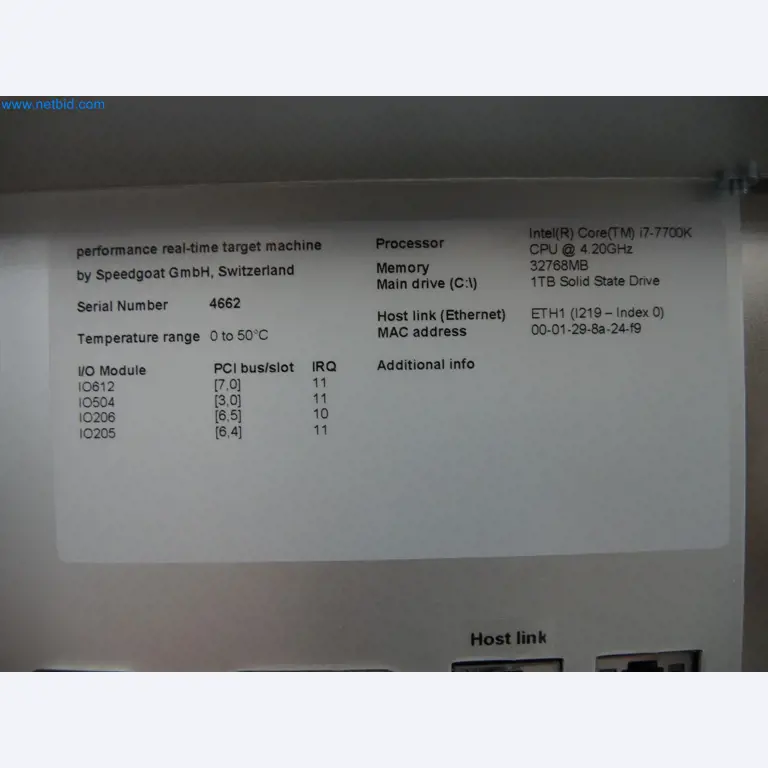 www.netbid.com
performance real-time target machine
by Speedgoat GmbH, Switzerland
Serial Number 4662
Temperature range 0 to 50°C
I/O Module PCI bus/slot IRQ
IO612 [7,0] 11
IO504 [3,0] 11
IO206 [6,5] 10
IO205 [6,4] 11
Processor Intel(R) Core(TM) i7-7700K
CPU @ 4.20GHz
Memory 32768MB
Main drive (C:\) 1TB Solid State Drive
Host link (Ethernet) ETH1 (I219 – Index 0)
MAC address 00-01-29-8a-24-f9
Additional info
Host link